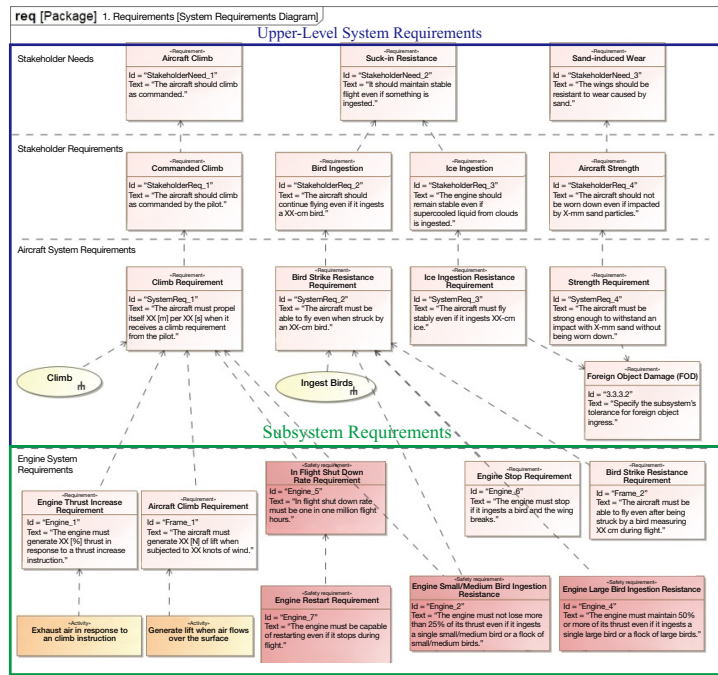 req [Package] 1. Requirements [System Requirements Diagram]
Upper-Level System Requirements
Stakeholder Needs
«Requirement»
Aircraft Climb
Id = "StakeholderNeed_1"
Text = "The aircraft should climb
as commanded."
«Requirement»
Suck-in Resistance
Id = "StakeholderNeed_2"
Text = "It should maintain stable
flight even if something is
ingested."
«Requirement»
Sand-induced Wear
Id = "StakeholderNeed_3"
Text = "The wings should be
resistant to wear caused by
sand."
Stakeholder Requirements
«Requirement»
Commanded Climb
Id = "StakeholderReq_1"
Text = "The aircraft should climb
as commanded by the pilot."
«Requirement»
Bird Ingestion
Id = "StakeholderReq_2"
Text = "The aircraft should
continue flying even if it ingests
a XX-cm bird."
«Requirement»
Ice Ingestion
Id = "StakeholderReq_3"
Text = "The engine should
remain stable even if
supercooled liquid from clouds
is ingested."
«Requirement»
Aircraft Strength
Id = "StakeholderReq_4"
Text = "The aircraft should not
be worn down even if impacted
by X-mm sand particles."
Aircraft System Requirements
«Requirement»
Climb Requirement
Id = "SystemReq_1"
Text = "The aircraft must propel
itself XX [m] per XX [s] when it
receives a climb requirement
from the pilot."
«Requirement»
Bird Strike Resistance
Requirement
Id = "SystemReq_2"
Text = "The aircraft must be
able to fly even when struck by
an XX-cm bird."
«Requirement»
Ice Ingestion Resistance
Requirement
Id = "SystemReq_3"
Text = "The aircraft must fly
stably even if it ingests XX-cm
ice."
«Requirement»
Strength Requirement
Id = "SystemReq_4"
Text = "The aircraft must be
strong enough to withstand an
impact with X-mm sand without
being worn down."
Climb
Ingest Birds
«Requirement»
Foreign Object Damage (FOD)
Id = "3.3.3.2"
Text = "Specify the subsystem's
tolerance for foreign object
ingress."
Subsystem Requirements
Engine System
Requirements
«Requirement»
Engine Thrust Increase
Requirement
Id = "Engine_1"
Text = "The engine must
generate XX [%] thrust in
response to a thrust increase
instruction."
«Requirement»
Aircraft Climb Requirement
Id = "Frame_1"
Text = "The aircraft must
generate XX [N] of lift when
subjected to XX knots of wind."
«Safety requirement»
In Flight Shut Down
Rate Requirement
Id = "Engine_5"
Text = "In flight shut down rate
must be one in one million flight
hours."
«Requirement»
Engine Stop Requirement
Id = "Engine_6"
Text = "The engine must stop
if it ingests a bird and the wing
breaks."
«Requirement»
Bird Strike Resistance
Requirement
Id = "Frame_2"
Text = "The aircraft must be
able to fly even after being
struck by a bird measuring
XX cm during flight."
«Activity»
Exhaust air in response to
an climb instruction
«Activity»
Generate lift when air flows
over the surface
«Safety requirement»
Engine Restart Requirement
Id = "Engine_7"
Text = "The engine must be capable
of restarting even if it stops during
flight."
«Safety requirement»
Engine Small/Medium Bird Ingestion
Resistance
Id = "Engine_2"
Text = "The engine must not lose more
than 25% of its thrust even if it ingests
a single small/medium bird or a flock of
small/medium birds."
«Safety requirement»
Engine Large Bird Ingestion Resistance
Id = "Engine_4"
Text = "The engine must maintain 50%
or more of its thrust even if it ingests a
single large bird or a flock of large birds."